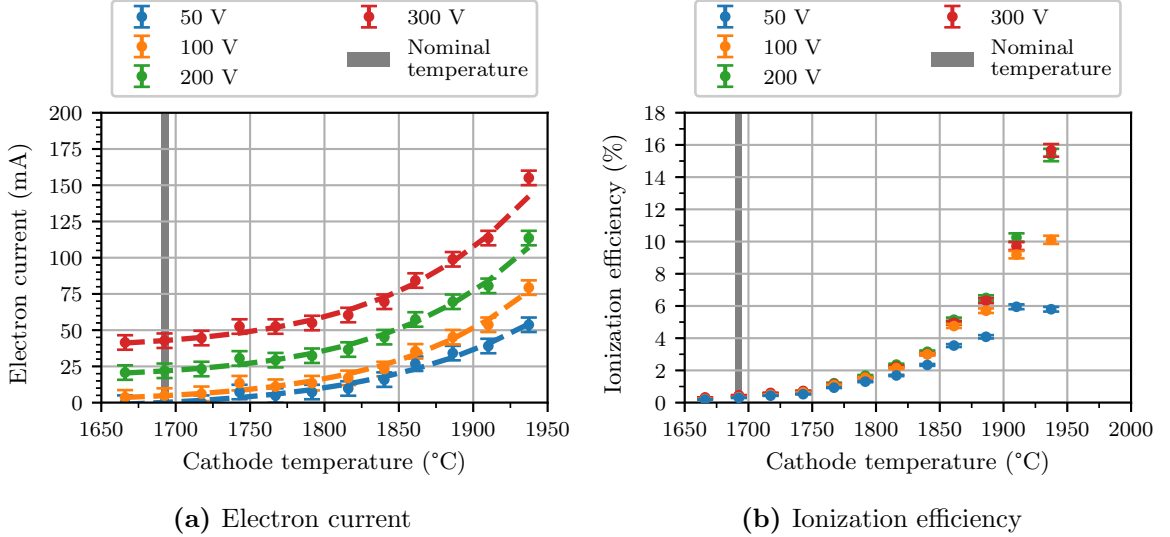 50 V
100 V
200 V
300 V
Nominal
temperature
200
175
150
125
100
75
50
25
0
Electron current (mA)
1650 1700 1750 1800 1850 1900 1950
Cathode temperature (°C)
(a) Electron current
50 V
100 V
200 V
300 V
Nominal
temperature
18
16
14
12
10
8
6
4
2
0
Ionization efficiency (%)
1650 1700 1750 1800 1850 1900 1950 2000
Cathode temperature (°C)
(b) Ionization efficiency